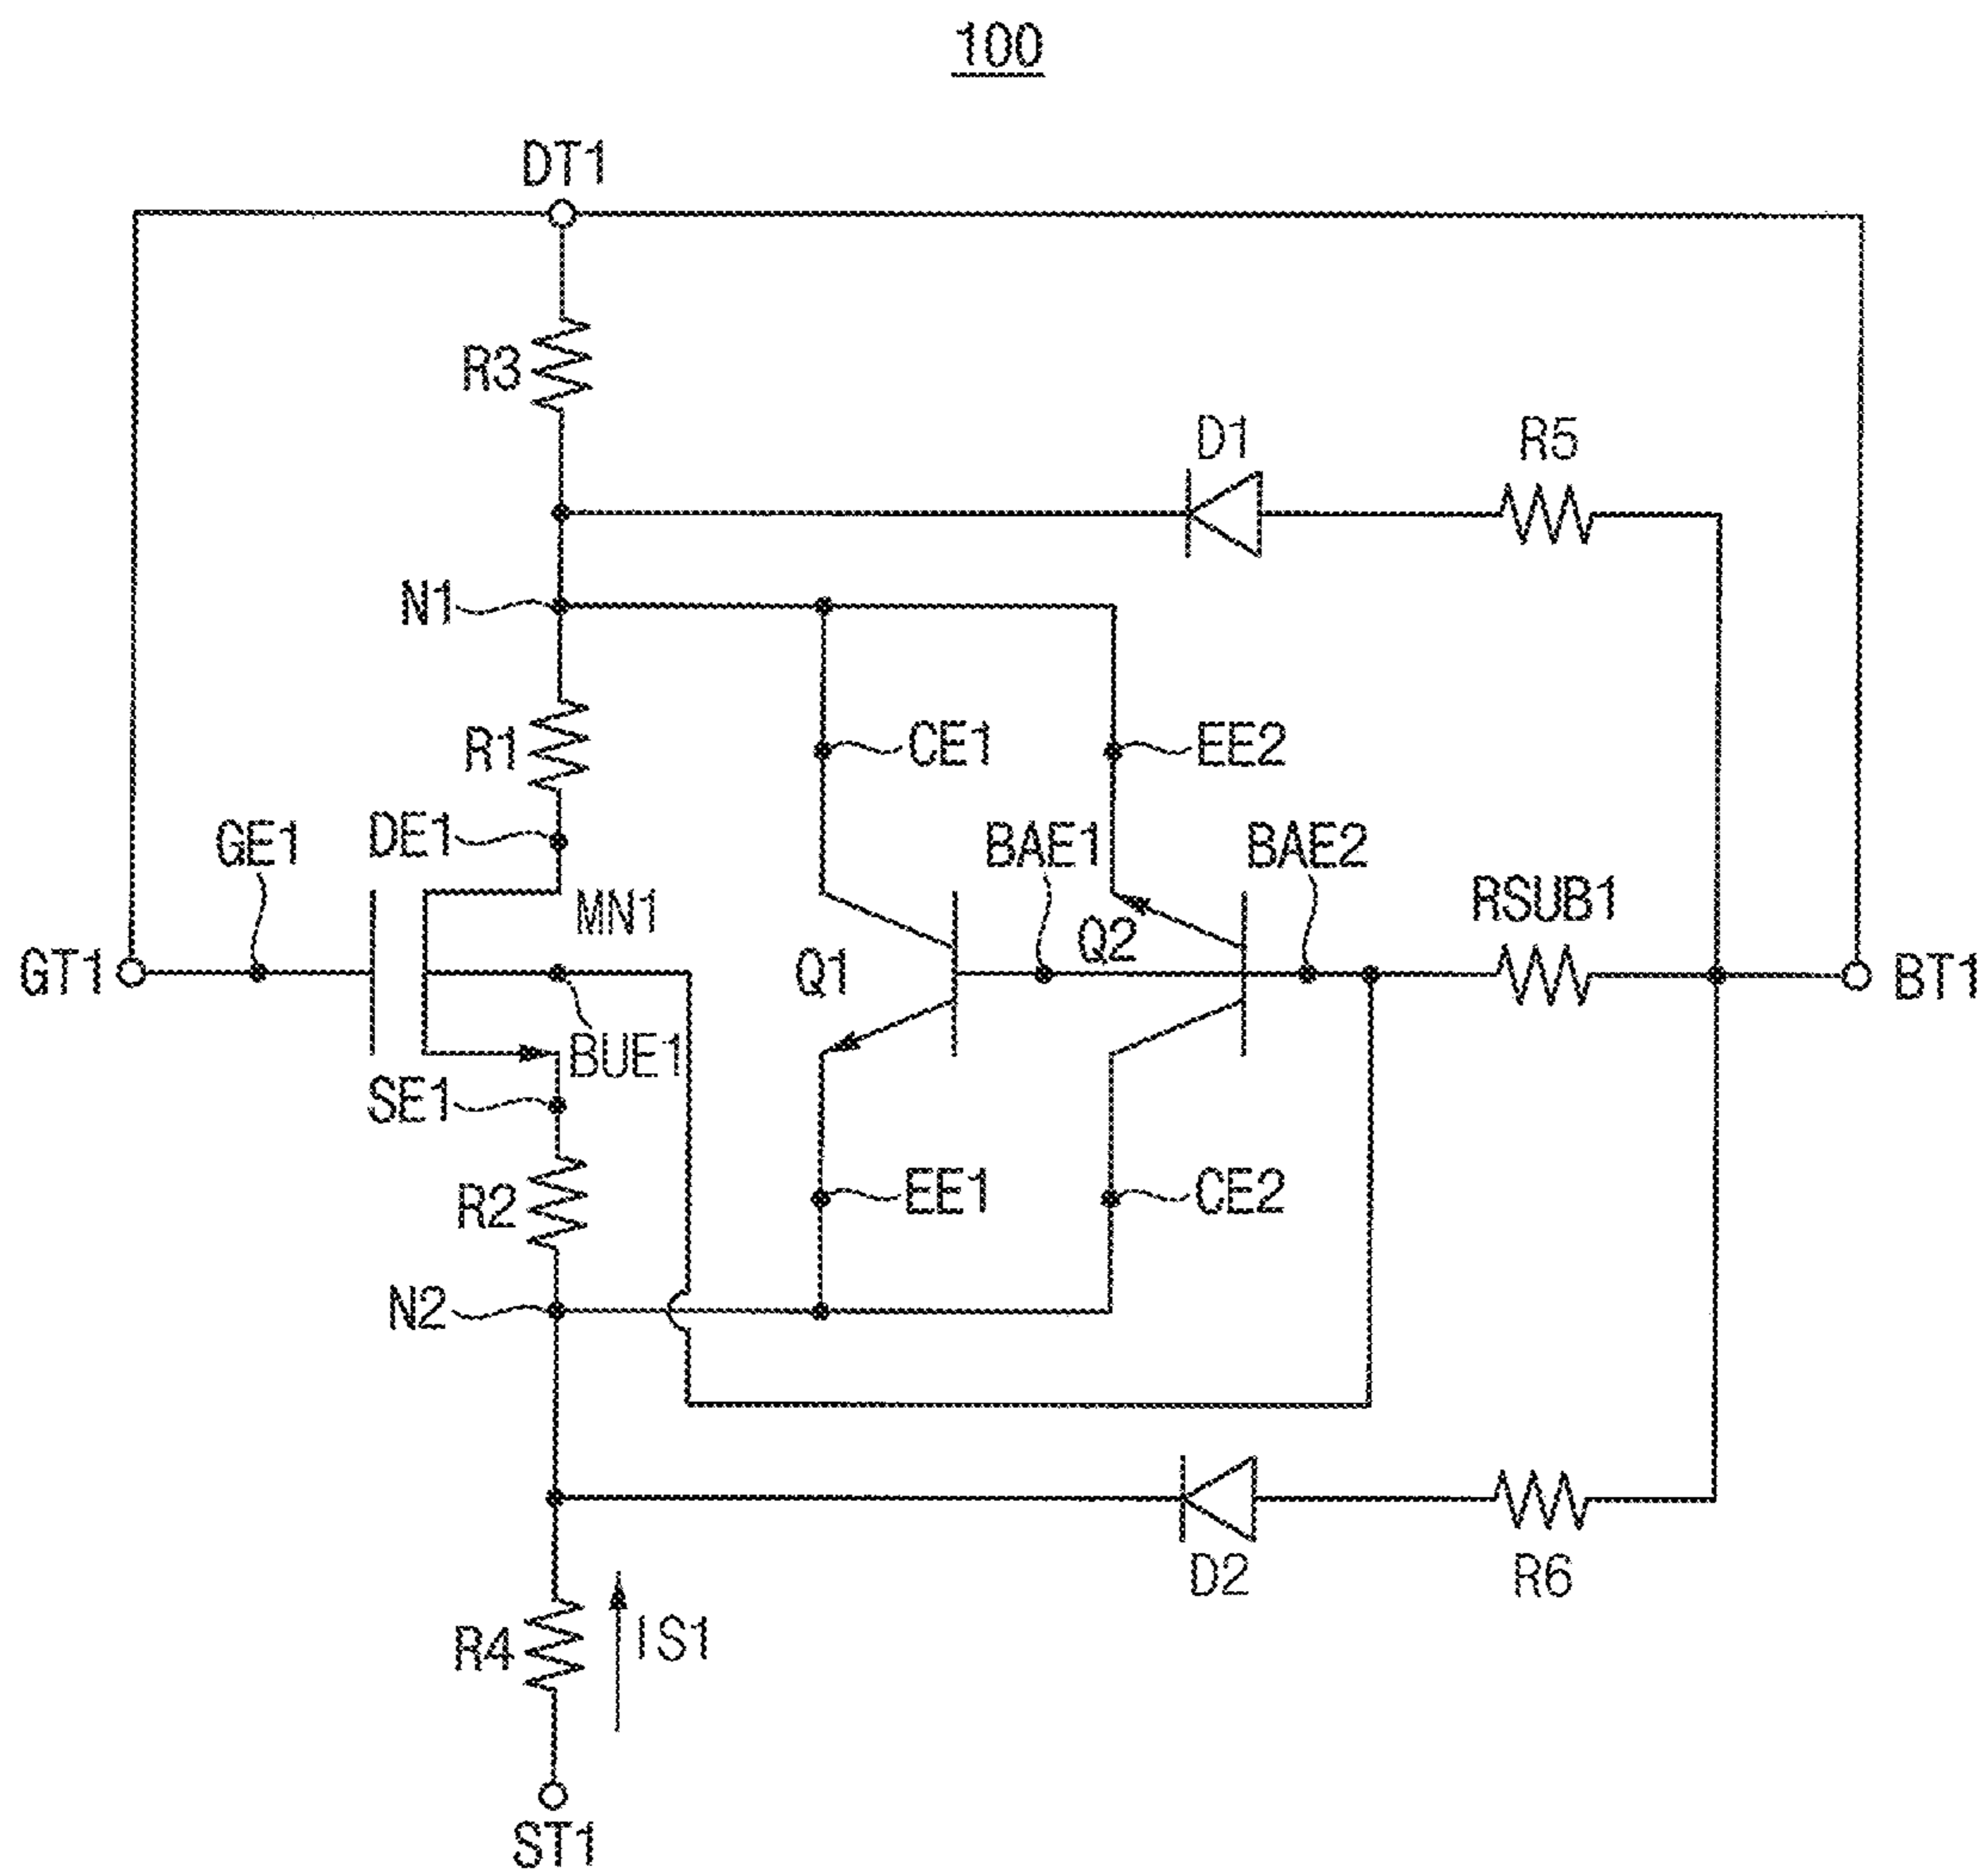 100
DT1
R3
D1
R5
N1
R1
CE1
EE2
DE1
GE1
BAE1
BAE2
MN1
RSUB1
Q2
GT1
Q1
BT1
BUE1
SE1
R2
EE1
CE2
N2
D2
R6
R4
IS1
ST1